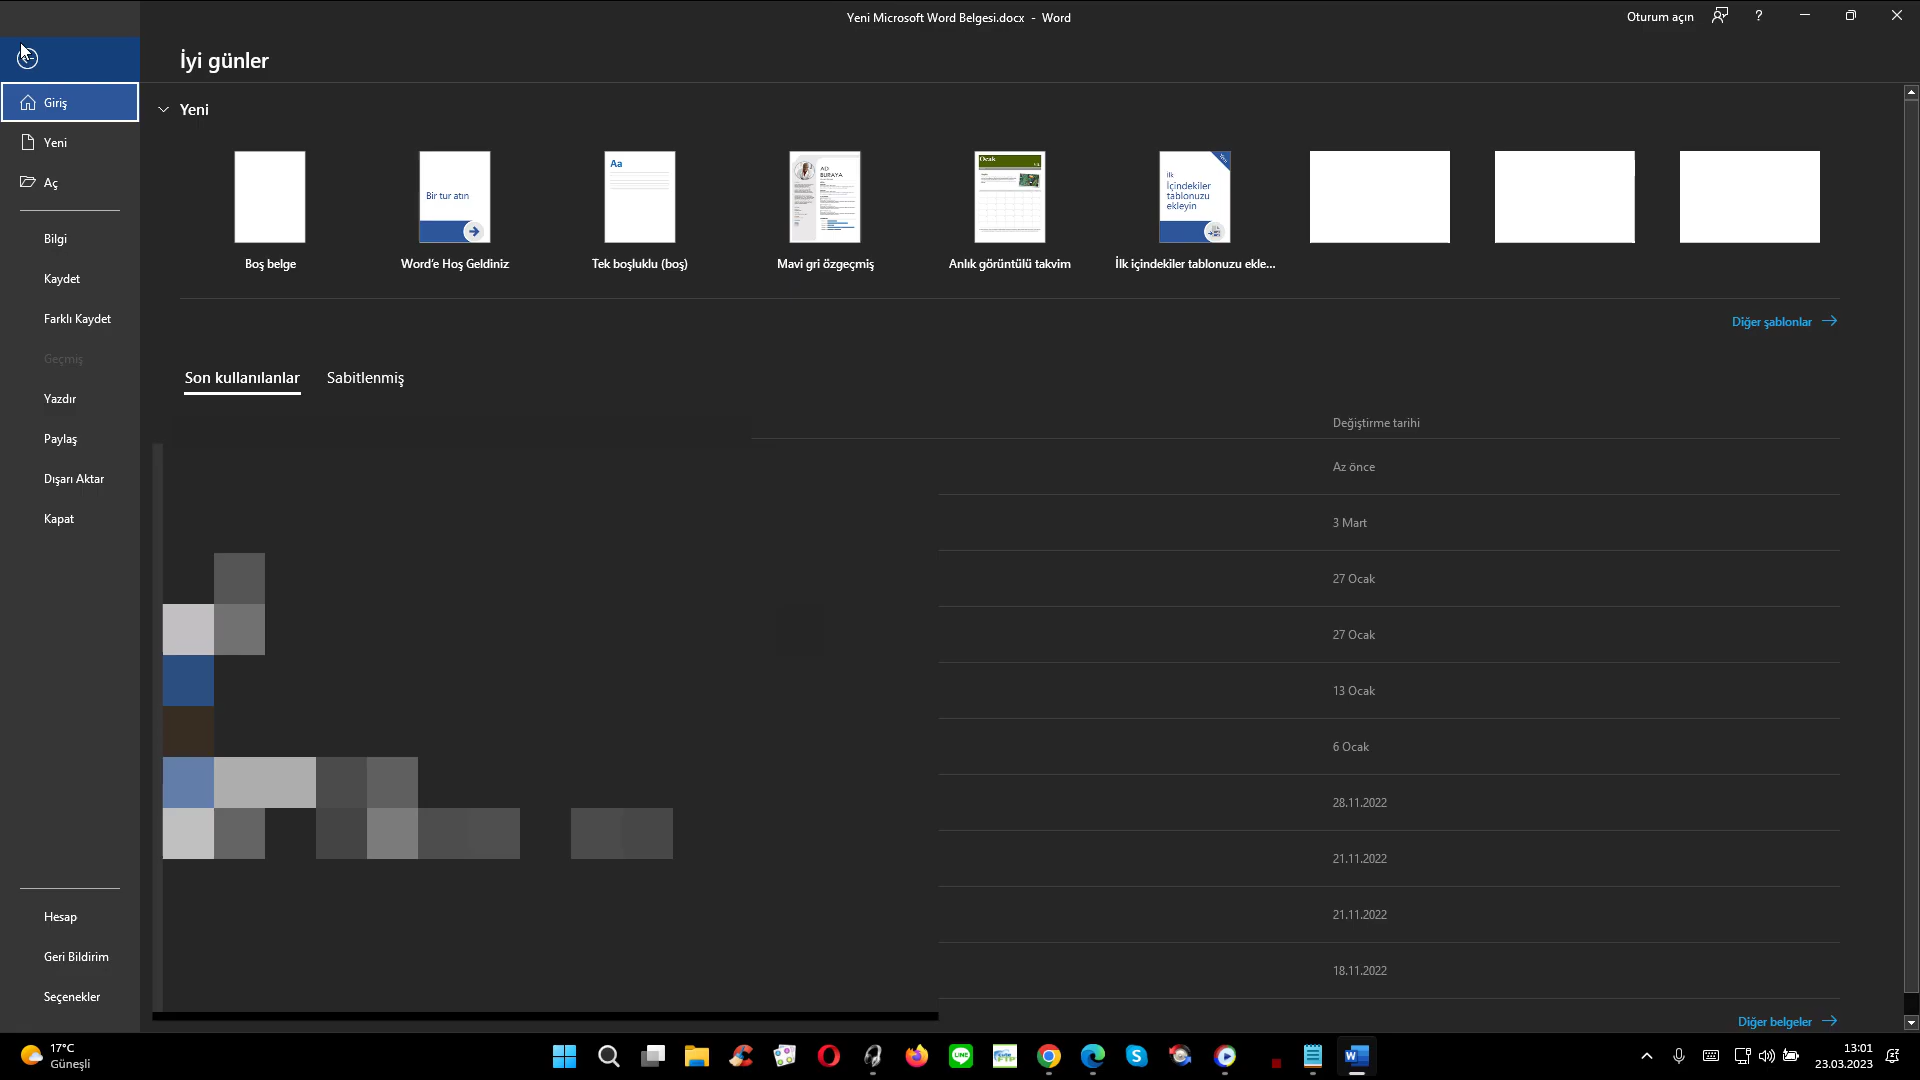 Yeni Microsoft Word Belgesi.docx - Word
Oturum açın
?
İyi günler
Giriş
Yeni
Aç
Bilgi
Kaydet
Farklı Kaydet
Geçmiş
Yazdır
Paylaş
Dışarı Aktar
Kapat
Hesap
Geri Bildirim
Seçenekler
Yeni
Bir tur atın
Aa
AD
BURAYA
Ocak
Yeni
İlk
İçindekiler
tablonuzu
ekleyin
Boş belge
Word'e Hoş Geldiniz
Tek boşluklu (boş)
Mavi gri özgeçmiş
Anlık görüntülü takvim
İlk içindekiler tablonuzu ekle...
Diğer şablonlar
Son kullanılanlar
Sabitlenmiş
Değiştirme tarihi
Az önce
3 Mart
27 Ocak
27 Ocak
13 Ocak
6 Ocak
28.11.2022
21.11.2022
21.11.2022
18.11.2022
Diğer belgeler
17°C
Güneşli
LINE
FTP
W
13:01
23.03.2023